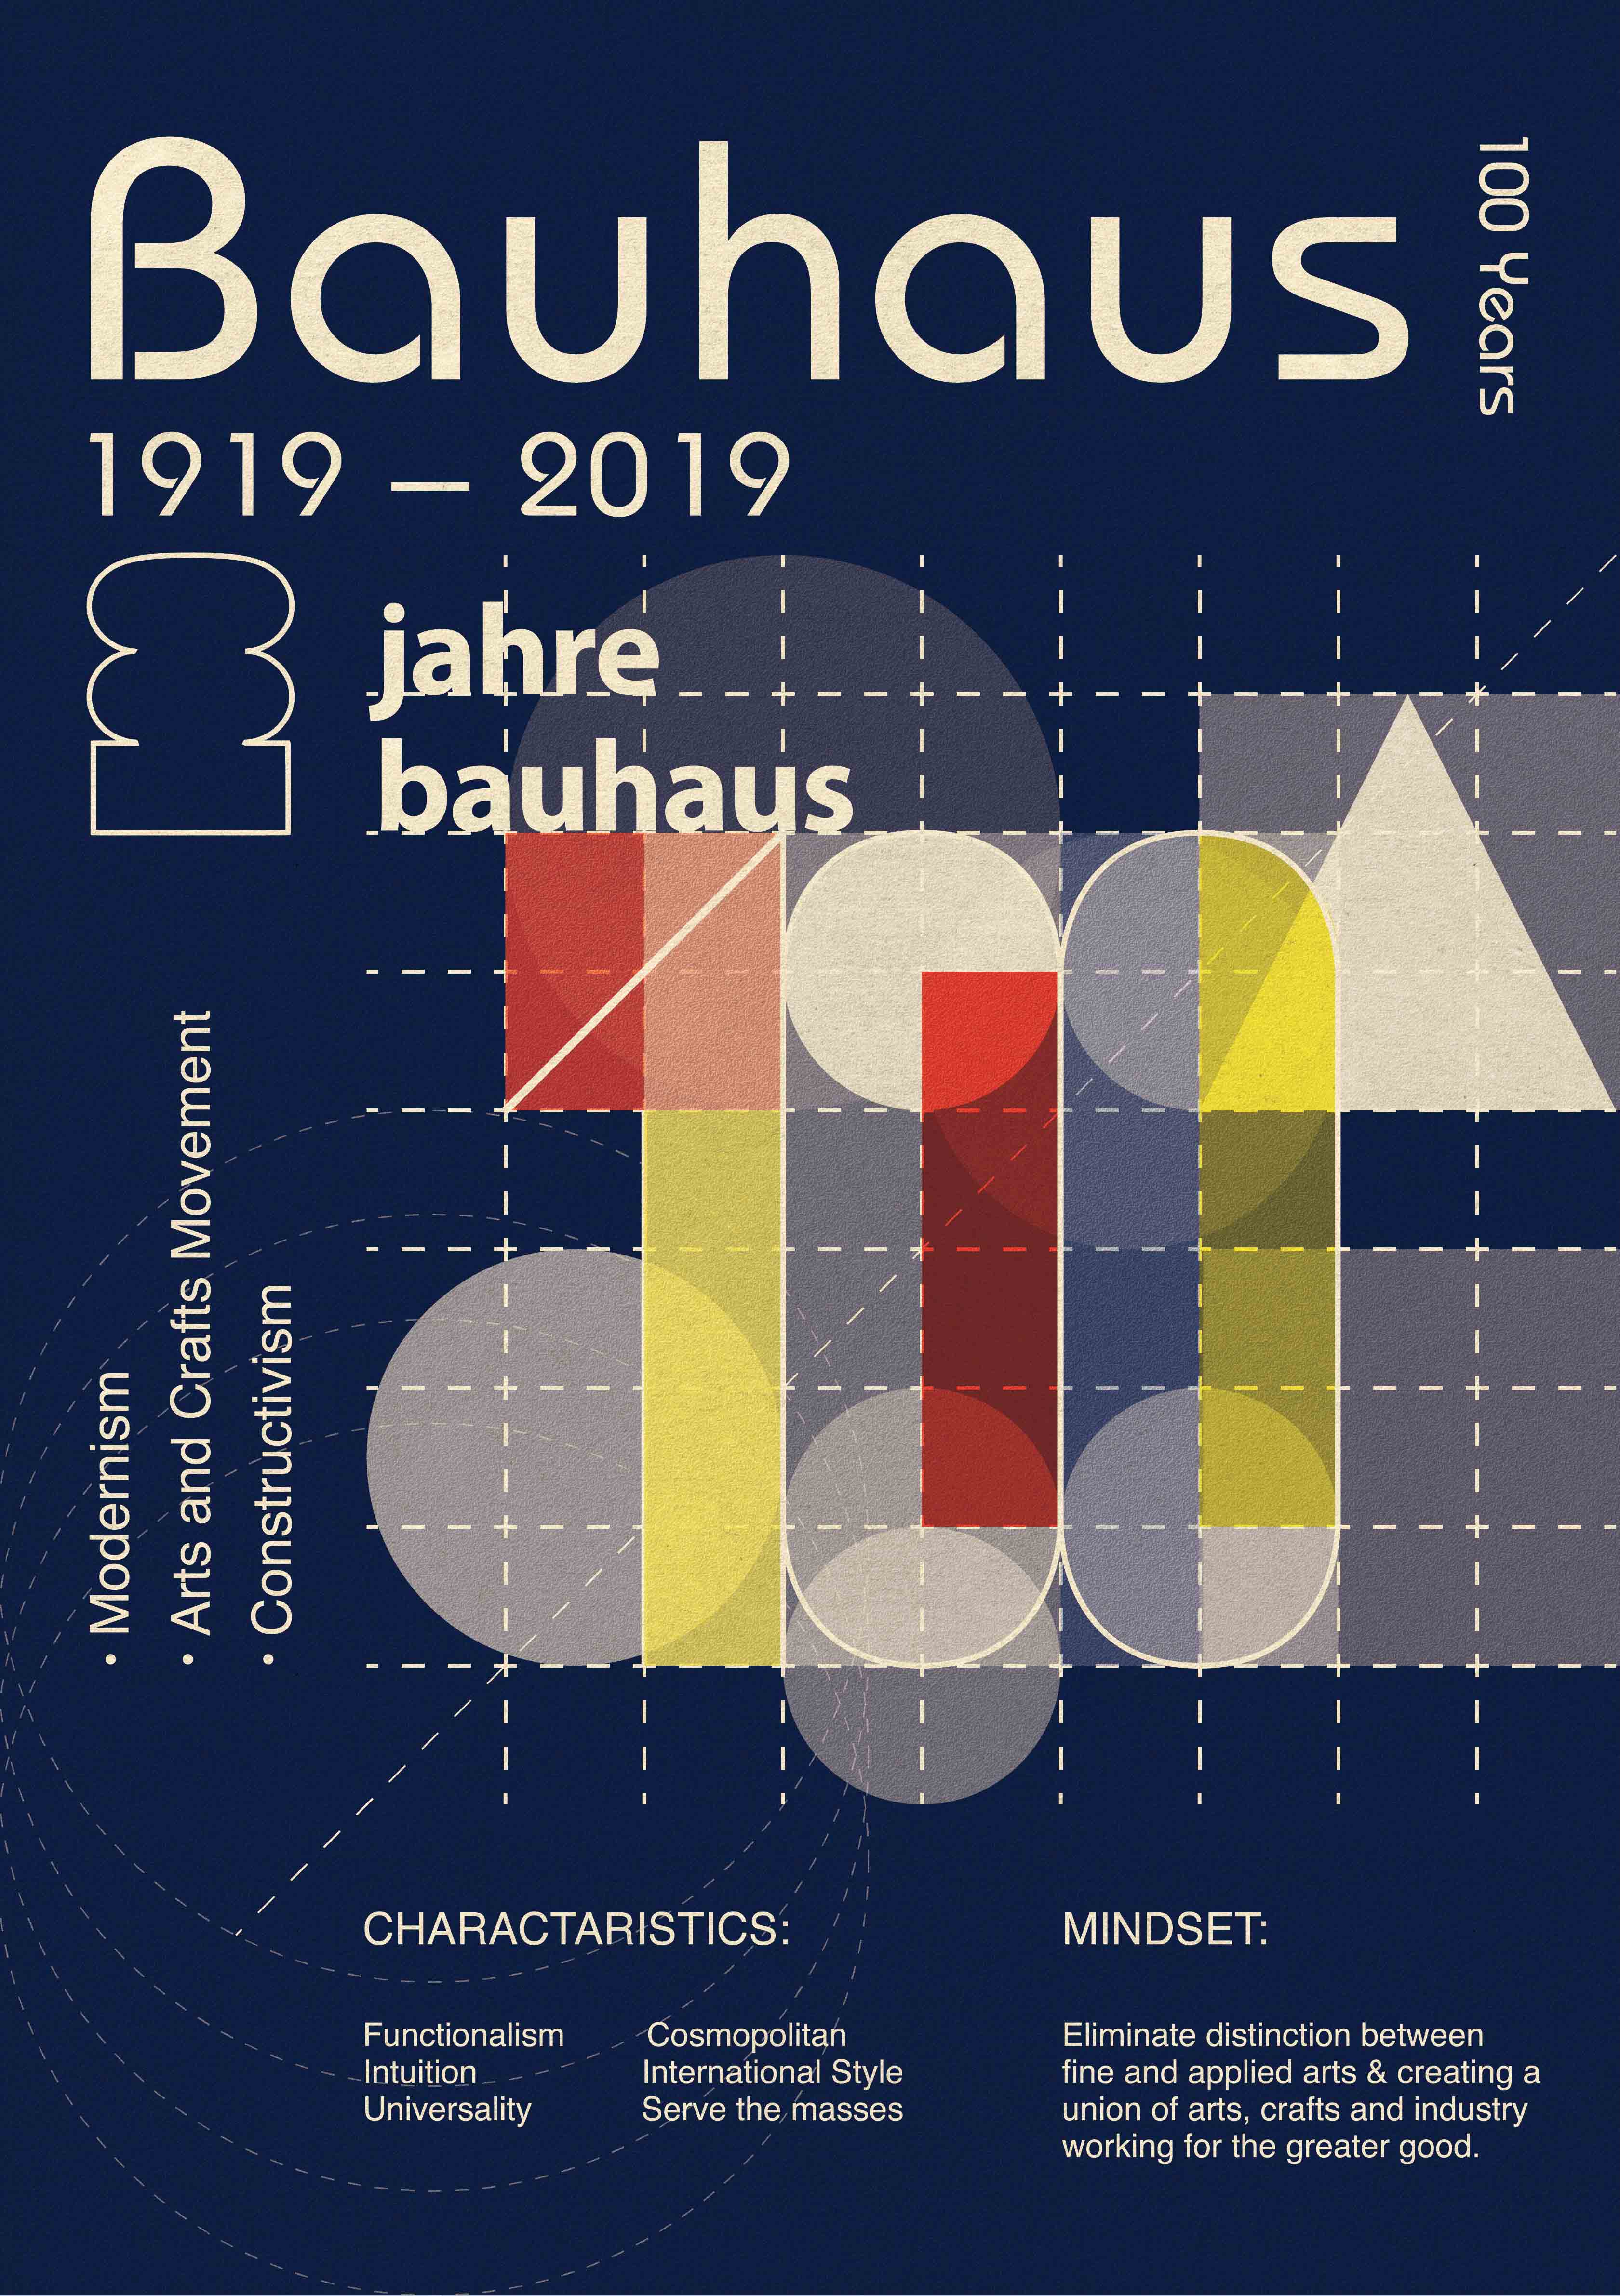 Bauhaus
100 Years
1919 – 2019
jahre
bauhaus
100
• Modernism
• Arts and Crafts Movement
• Constructivism
CHARACTARISTICS:
Functionalism
Intuition
Universality
Cosmopolitan
International Style
Serve the masses
MINDSET:
Eliminate distinction between
fine and applied arts & creating a
union of arts, crafts and industry
working for the greater good.